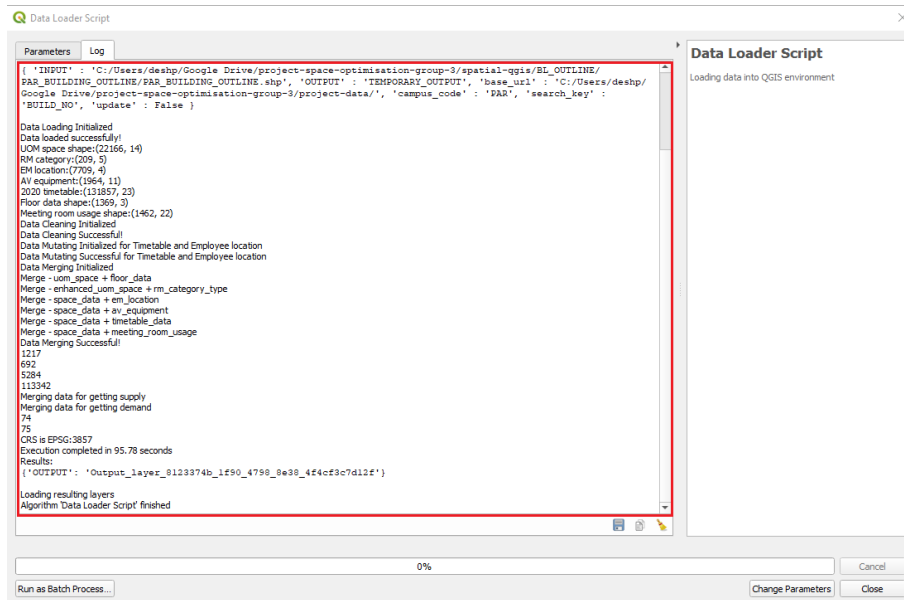 Data Loader Script
Parameters
Log
{ 'INPUT' : 'C:/Users/deshp/Google Drive/project-space-optimisation-group-3/spatial-qgis/BL_OUTLINE/
PAR_BUILDING_OUTLINE/PAR_BUILDING_OUTLINE.shp', 'OUTPUT' : 'TEMPORARY_OUTPUT', 'base_url' : 'C:/Users/deshp/
Google Drive/project-space-optimisation-group-3/project-data/', 'campus_code' : 'PAR', 'search_key' :
'BUILD_NO', 'update' : False }
Data Loading Initialized
Data loaded successfully!
UOM space shape:(22166, 14)
RM category:(209, 5)
EM location:(7709, 4)
AV equipment:(1964, 11)
2020 timetable:(131857, 23)
Floor data shape:(1369, 3)
Meeting room usage shape:(1462, 22)
Data Cleaning Initialized
Data Cleaning Successful!
Data Mutating Initialized for Timetable and Employee location
Data Mutating Successful for Timetable and Employee location
Data Merging Initialized
Merge - uom_space + floor_data
Merge - enhanced_uom_space + rm_category_type
Merge - space_data + em_location
Merge - space_data + av_equipment
Merge - space_data + timetable_data
Merge - space_data + meeting_room_usage
Data Merging Successful!
1217
692
5284
113342
Merging data for getting supply
Merging data for getting demand
74
75
CRS is EPSG:3857
Execution completed in 95.78 seconds
Results:
{'OUTPUT': 'Output_layer_8123374b_1f90_4798_8e38_4f4cf3c7d12f'}
Loading resulting layers
Algorithm 'Data Loader Script' finished
Data Loader Script
Loading data into QGIS environment
0%
Cancel
Run as Batch Process...
Change Parameters
Close